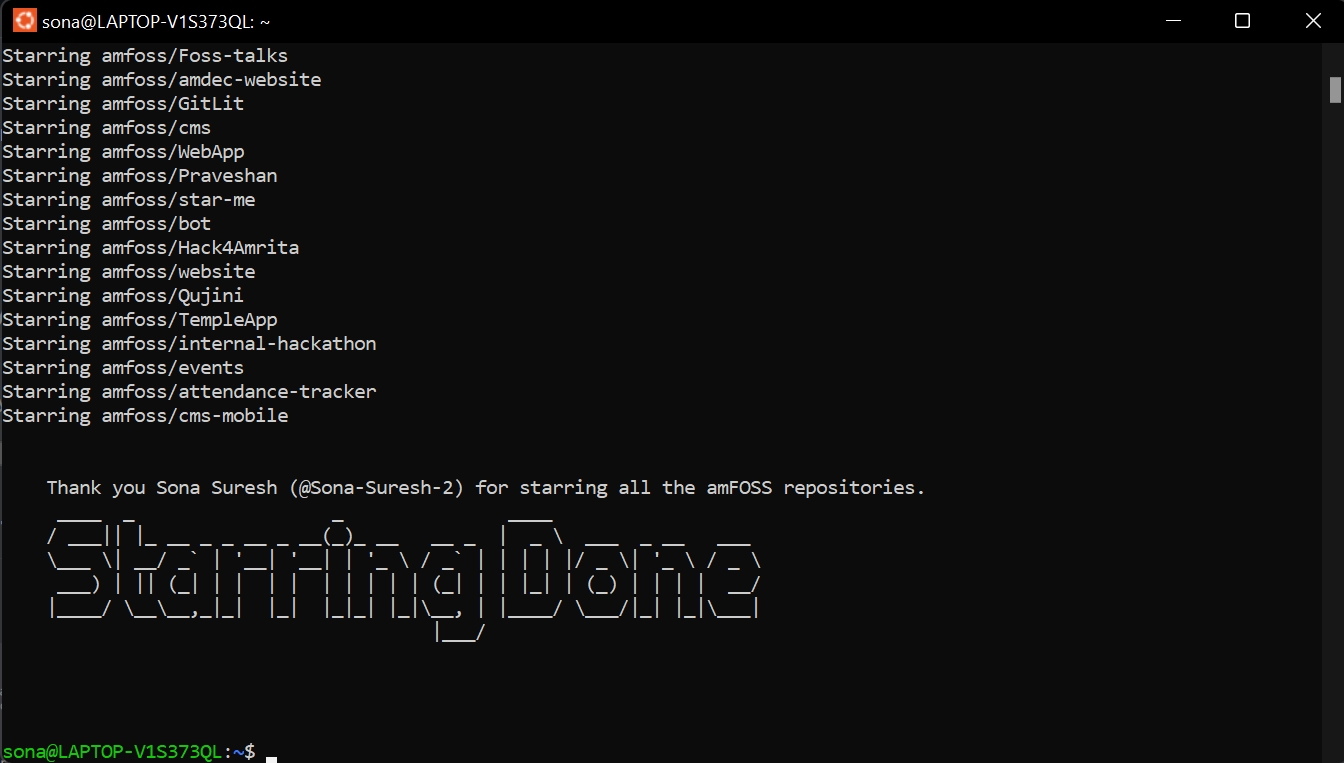 sona@LAPTOP-V1S373QL: ~
Starring amfoss/Foss-talks
Starring amfoss/amdec-website
Starring amfoss/GitLit
Starring amfoss/cms
Starring amfoss/WebApp
Starring amfoss/Praveshan
Starring amfoss/star-me
Starring amfoss/bot
Starring amfoss/Hack4Amrita
Starring amfoss/website
Starring amfoss/Qujini
Starring amfoss/TempleApp
Starring amfoss/internal-hackathon
Starring amfoss/events
Starring amfoss/attendance-tracker
Starring amfoss/cms-mobile
Thank you Sona Suresh (@Sona-Suresh-2) for starring all the amFOSS repositories.
Starring Done
sona@LAPTOP-V1S373QL:~$